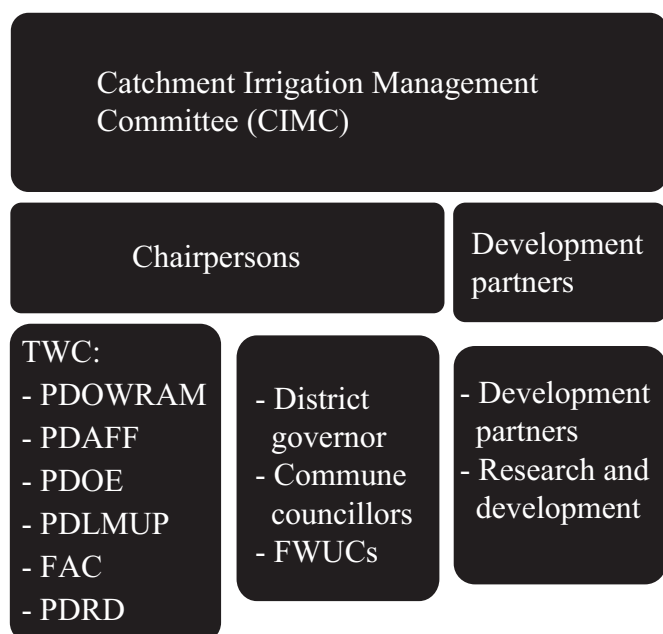 Catchment Irrigation Management
Committee (CIMC)
Chairpersons
Development
partners
TWC:
- PDOWRAM
- PDAFF
- PDOE
- PDLMUP
- FAC
- PDRD
- District
governor
- Commune
councillors
- FWUCs
- Development
partners
- Research and
development